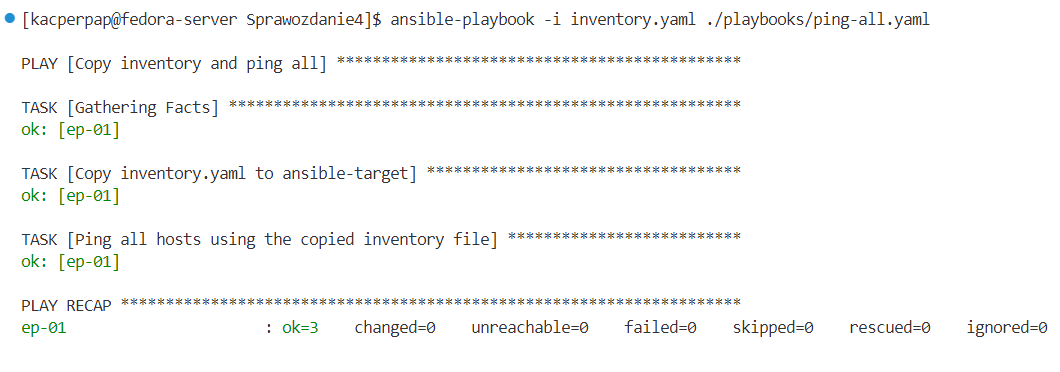 [kacperpap@fedora-server Sprawozdanie4]$ ansible-playbook -i inventory.yaml ./playbooks/ping-all.yaml
PLAY [Copy inventory and ping all] *********************************************
TASK [Gathering Facts] *********************************************************
ok: [ep-01]
TASK [Copy inventory.yaml to ansible-target] ***********************************
ok: [ep-01]
TASK [Ping all hosts using the copied inventory file] **************************
ok: [ep-01]
PLAY RECAP *********************************************************************
ep-01                      : ok=3    changed=0    unreachable=0    failed=0    skipped=0    rescued=0    ignored=0